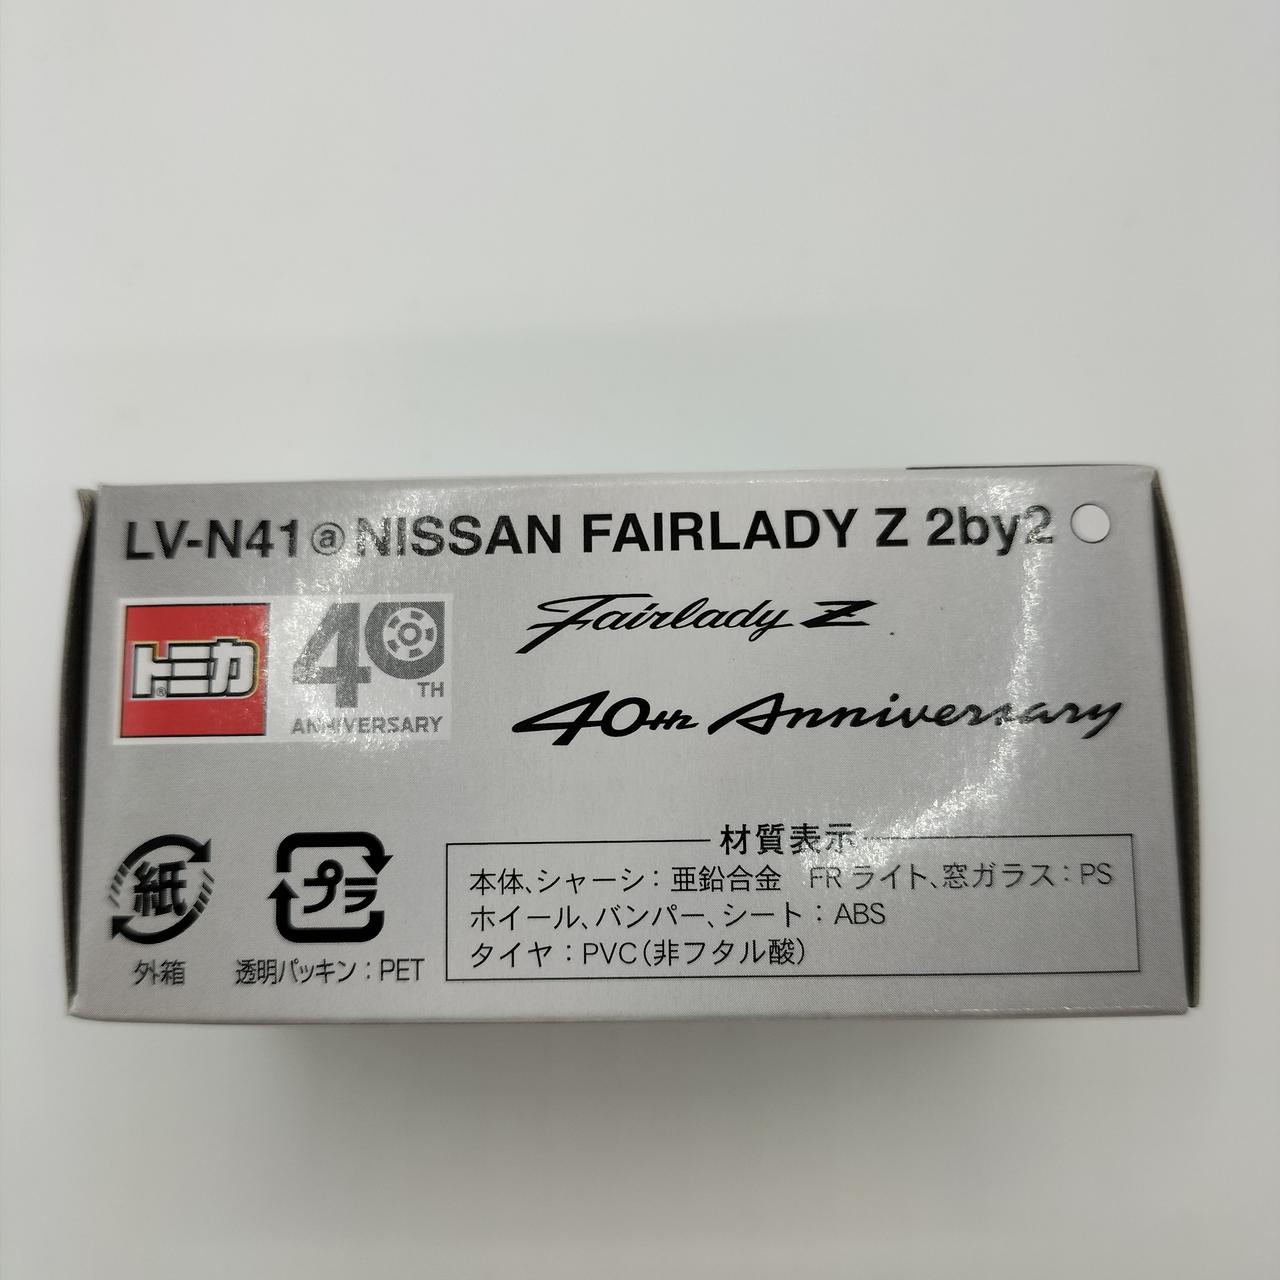 LV-N41ⓐ NISSAN FAIRLADY Z 2by2
トミカ®
40TH
ANNIVERSARY
Fairlady Z
40th Anniversary
紙
外箱
プラ
透明パッキン:PET
材質表示
本体、シャーシ:亜鉛合金 FR ライト、窓ガラス:PS
ホイール、バンパー、シート:ABS
タイヤ:PVC(非フタル酸)